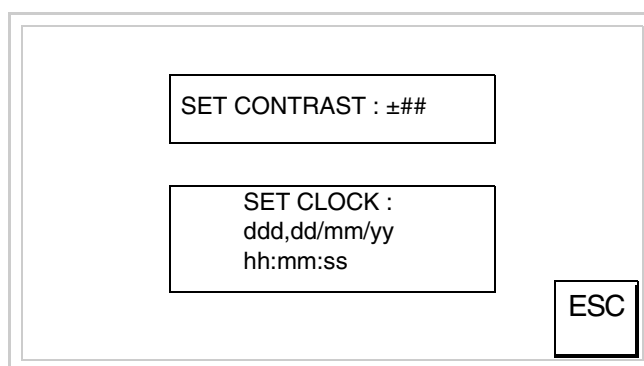 SET CONTRAST : ±##
SET CLOCK :
ddd,dd/mm/yy
hh:mm:ss
ESC